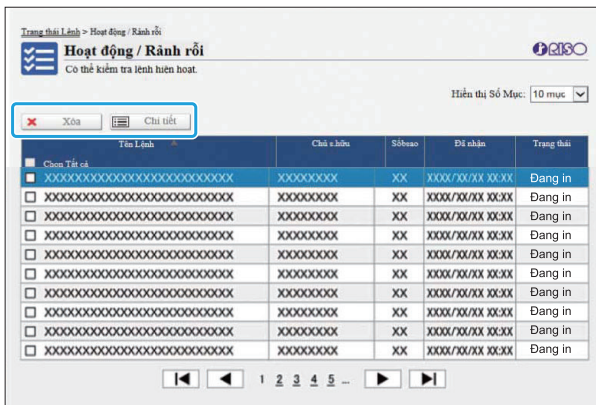 Trang thái Lệnh > Hoạt động / Rảnh rỗi
Hoạt động / Rảnh rỗi
RISO
Có thể kiểm tra lệnh hiện hoạt.
Hiển thị Số Mục: 10 mục
Xóa Chi tiết
Tên Lệnh Chủ s.hữu Sốbsao Đã nhận Trạng thái
Chọn Tất cả
XXXXXXXXXXXXXXXXXXXXXXXXX XXXXXXXX XX XXXX/XX/XX XX:XX Đang in
XXXXXXXXXXXXXXXXXXXXXXXXX XXXXXXXX XX XXXX/XX/XX XX:XX Đang in
XXXXXXXXXXXXXXXXXXXXXXXXX XXXXXXXX XX XXXX/XX/XX XX:XX Đang in
XXXXXXXXXXXXXXXXXXXXXXXXX XXXXXXXX XX XXXX/XX/XX XX:XX Đang in
XXXXXXXXXXXXXXXXXXXXXXXXX XXXXXXXX XX XXXX/XX/XX XX:XX Đang in
XXXXXXXXXXXXXXXXXXXXXXXXX XXXXXXXX XX XXXX/XX/XX XX:XX Đang in
XXXXXXXXXXXXXXXXXXXXXXXXX XXXXXXXX XX XXXX/XX/XX XX:XX Đang in
XXXXXXXXXXXXXXXXXXXXXXXXX XXXXXXXX XX XXXX/XX/XX XX:XX Đang in
XXXXXXXXXXXXXXXXXXXXXXXXX XXXXXXXX XX XXXX/XX/XX XX:XX Đang in
XXXXXXXXXXXXXXXXXXXXXXXXX XXXXXXXX XX XXXX/XX/XX XX:XX Đang in
1 2 3 4 5 ...